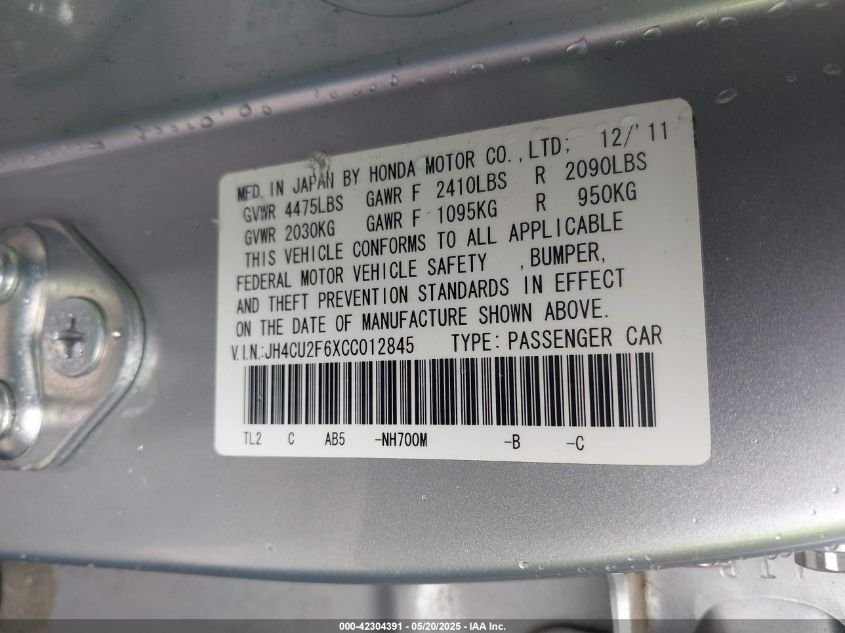 MFD. IN JAPAN BY HONDA MOTOR CO.,LTD; 12/'11
GVWR 4475LBS GAWR F 2410LBS R 2090LBS
GVWR 2030KG GAWR F 1095KG R 950KG
THIS VEHICLE CONFORMS TO ALL APPLICABLE
FEDERAL MOTOR VEHICLE SAFETY ,BUMPER,
AND THEFT PREVENTION STANDARDS IN EFFECT
ON THE DATE OF MANUFACTURE SHOWN ABOVE.
V.I.N.:JH4CU2F6XCC012845 TYPE:PASSENGER CAR
TL2 C AB5 -NH700M -B -C
000-42304391 - 05/20/2025 - IAA Inc.